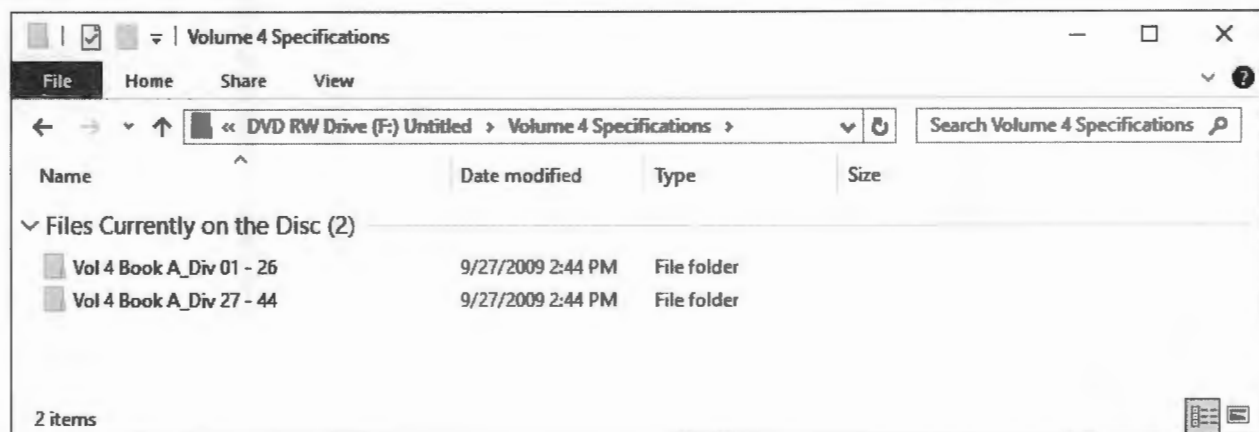 Volume 4 Specifications
File Home Share View
« DVD RW Drive (F:) Untitled > Volume 4 Specifications > Search Volume 4 Specifications
Name Date modified Type Size
Files Currently on the Disc (2)
Vol 4 Book A_Div 01 - 26 9/27/2009 2:44 PM File folder
Vol 4 Book A_Div 27 - 44 9/27/2009 2:44 PM File folder
2 items